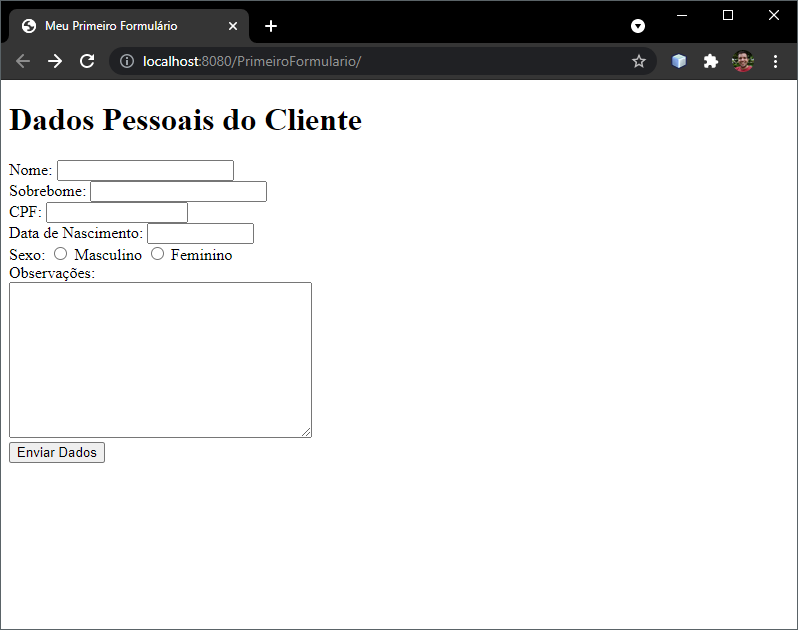 Meu Primeiro Formulário
localhost:8080/PrimeiroFormulario/
Dados Pessoais do Cliente
Nome:
Sobrebome:
CPF:
Data de Nascimento:
Sexo: Masculino Feminino
Observações:
Enviar Dados